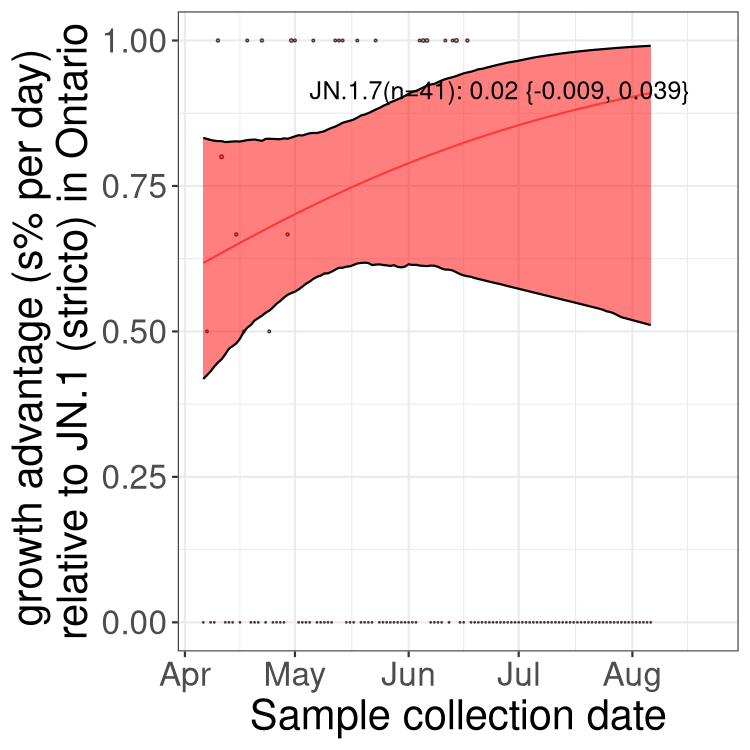 growth advantage (s% per day)
relative to JN.1 (stricto) in Ontario
1.00
0.75
0.50
0.25
0.00
JN.1.7(n=41): 0.02 {-0.009, 0.039}
Apr May Jun Jul Aug
Sample collection date